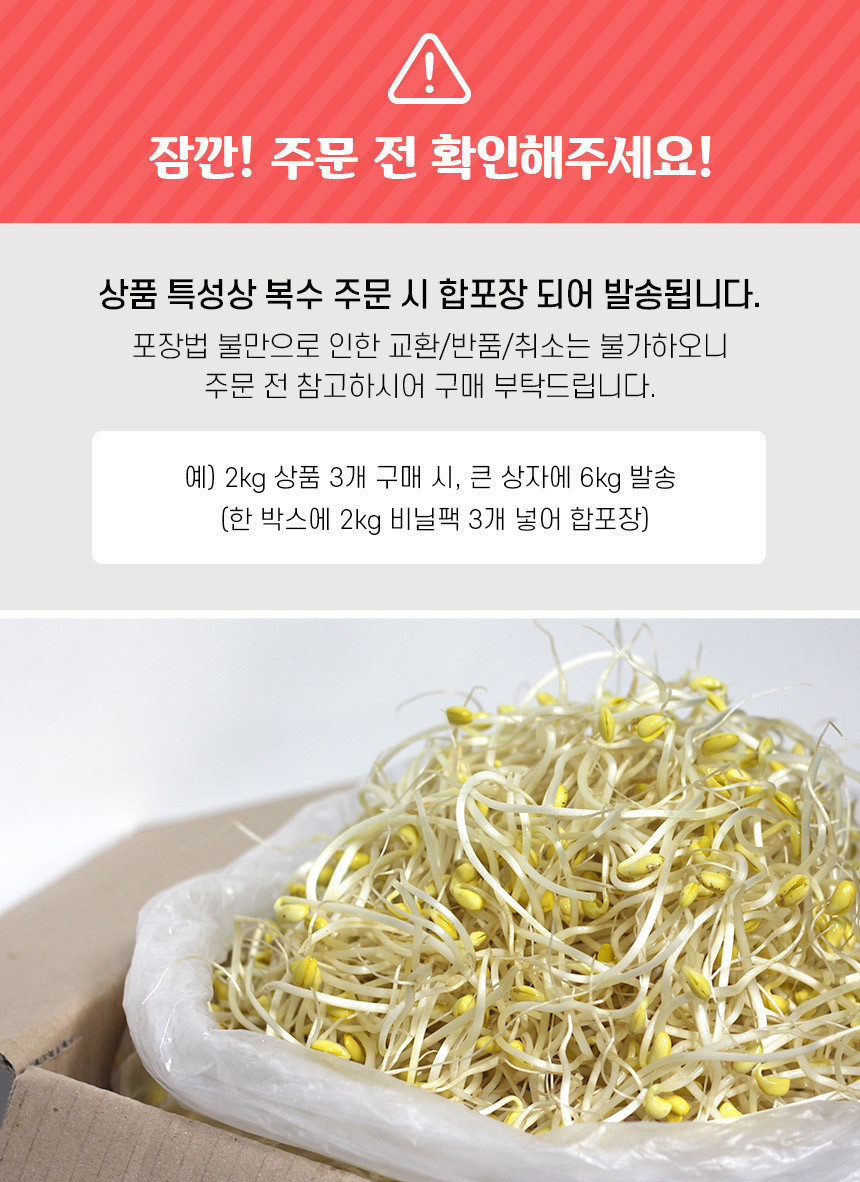 잠깐! 주문 전 확인해주세요!
상품 특성상 복수 주문 시 합포장 되어 발송됩니다.
포장법 불만으로 인한 교환/반품/취소는 불가하오니
주문 전 참고하시어 구매 부탁드립니다.
예) 2kg 상품 3개 구매 시, 큰 상자에 6kg 발송
(한 박스에 2kg 비닐팩 3개 넣어 합포장)